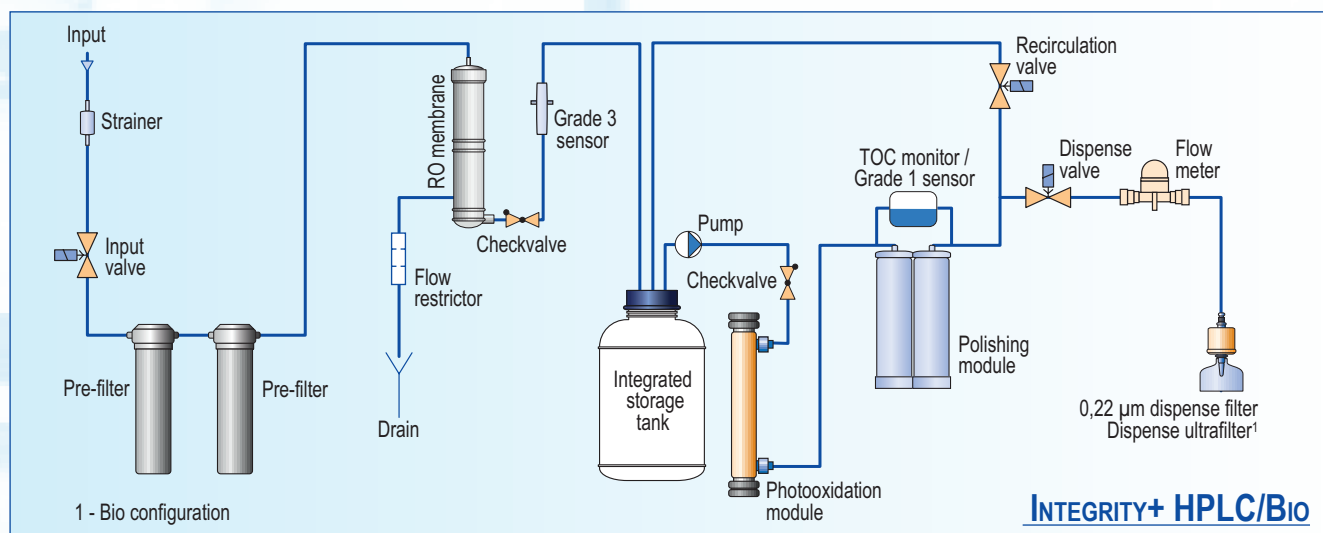 Input
Strainer
Input
valve
Pre-filter
Pre-filter
1 - Bio configuration
RO membrane
Checkvalve
Flow
restrictor
Drain
Grade 3
sensor
Integrated
storage
tank
Pump
Checkvalve
Photooxidation
module
TOC monitor /
Grade 1 sensor
Polishing
module
Recirculation
valve
Dispense
valve
Flow
meter
0,22 µm dispense filter
Dispense ultrafilter¹
INTEGRITY+ HPLC/BIO